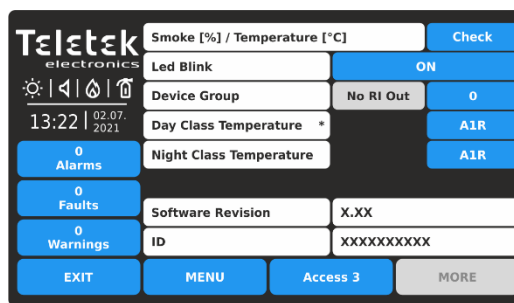 Teletek
electronics
13:22 02.07.2021
0
Alarms
0
Faults
0
Warnings
Smoke [%] / Temperature [°C] Check
Led Blink ON
Device Group No RI Out 0
Day Class Temperature * A1R
Night Class Temperature A1R
Software Revision X.XX
ID XXXXXXXXXX
EXIT MENU Access 3 MORE